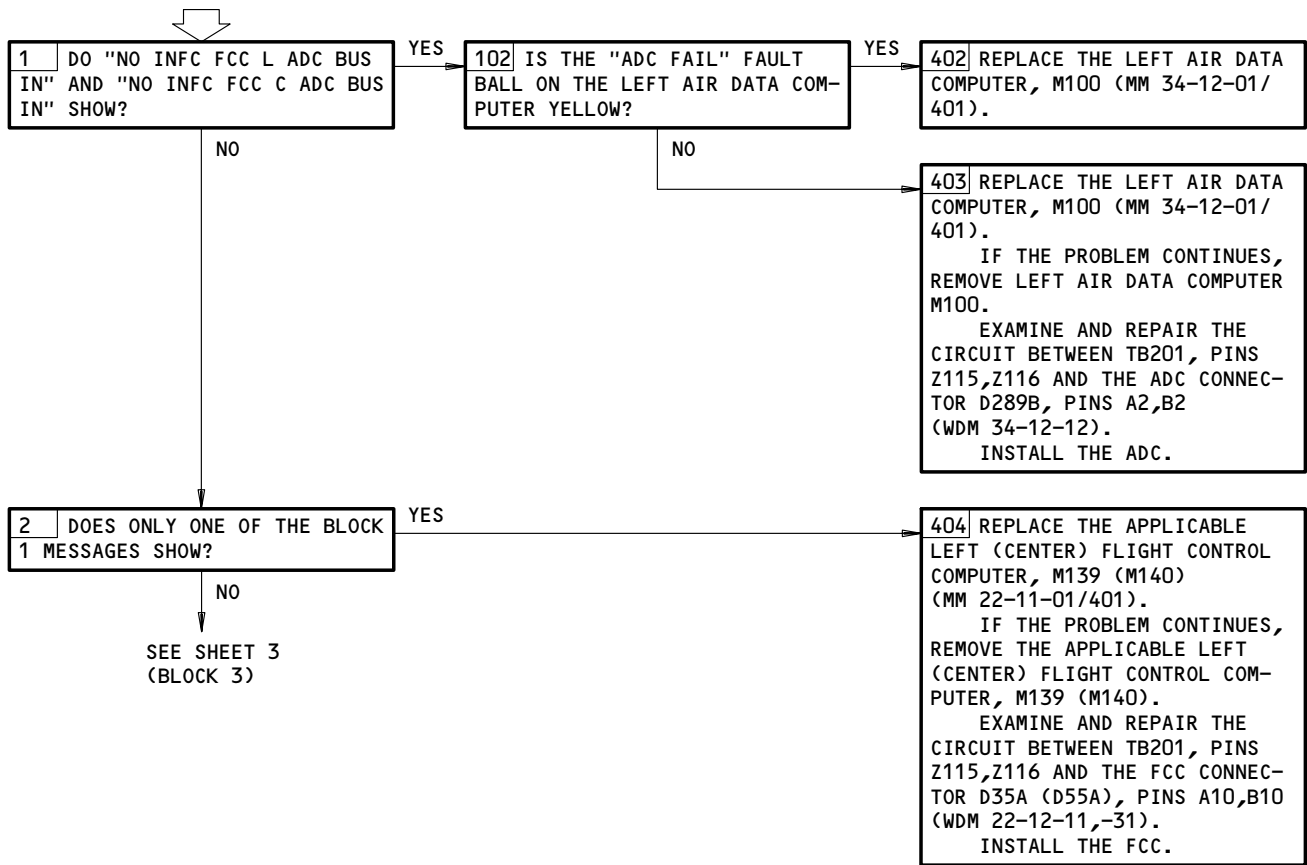 1 DO "NO INFC FCC L ADC BUS
IN" AND "NO INFC FCC C ADC BUS
IN" SHOW?
YES
102 IS THE "ADC FAIL" FAULT
BALL ON THE LEFT AIR DATA COM-
PUTER YELLOW?
YES
402 REPLACE THE LEFT AIR DATA
COMPUTER, M100 (MM 34-12-01/
401).
NO
NO
403 REPLACE THE LEFT AIR DATA
COMPUTER, M100 (MM 34-12-01/
401).
IF THE PROBLEM CONTINUES,
REMOVE LEFT AIR DATA COMPUTER
M100.
EXAMINE AND REPAIR THE
CIRCUIT BETWEEN TB201, PINS
Z115,Z116 AND THE ADC CONNEC-
TOR D289B, PINS A2,B2
(WDM 34-12-12).
INSTALL THE ADC.
2 DOES ONLY ONE OF THE BLOCK
1 MESSAGES SHOW?
YES
404 REPLACE THE APPLICABLE
LEFT (CENTER) FLIGHT CONTROL
COMPUTER, M139 (M140)
(MM 22-11-01/401).
IF THE PROBLEM CONTINUES,
REMOVE THE APPLICABLE LEFT
(CENTER) FLIGHT CONTROL COM-
PUTER, M139 (M140).
EXAMINE AND REPAIR THE
CIRCUIT BETWEEN TB201, PINS
Z115,Z116 AND THE FCC CONNEC-
TOR D35A (D55A), PINS A10,B10
(WDM 22-12-11,-31).
INSTALL THE FCC.
NO
SEE SHEET 3
(BLOCK 3)